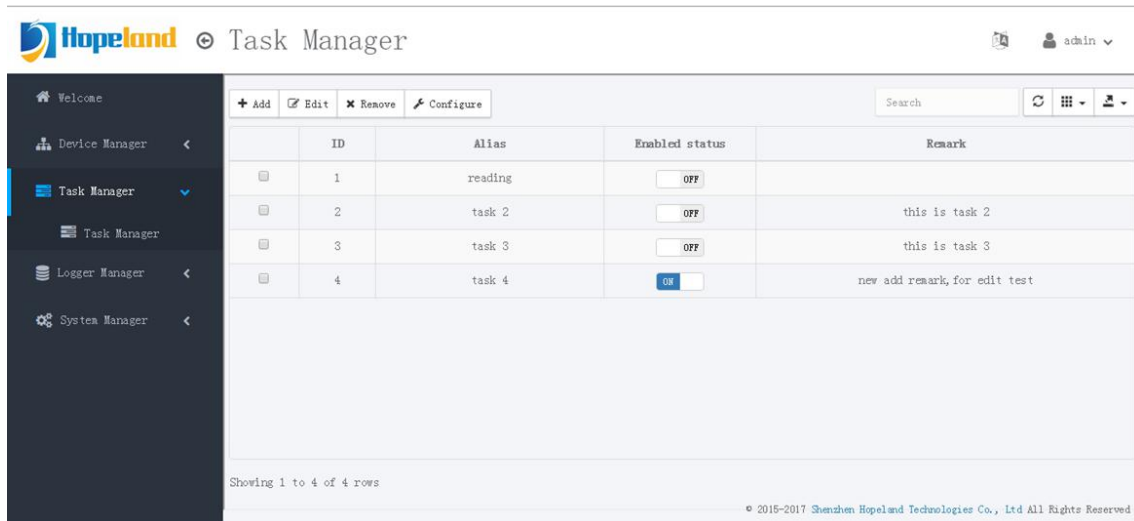 Hopeland Task Manager admin
Welcome
Device Manager
Task Manager
Task Manager
Logger Manager
System Manager
Add Edit Remove Configure Search
ID Alias Enabled status Remark
1 reading OFF
2 task 2 OFF this is task 2
3 task 3 OFF this is task 3
4 task 4 ON new add remark,for edit test
Showing 1 to 4 of 4 rows
© 2015-2017 Shenzhen Hopeland Technologies Co., Ltd All Rights Reserved